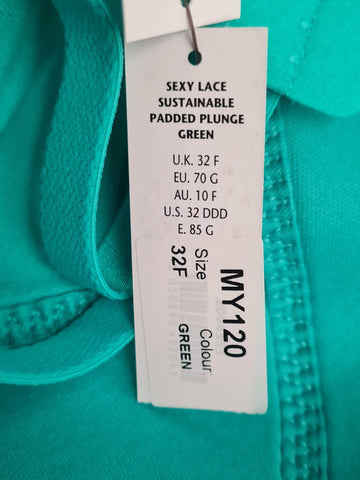 SEXY LACE
SUSTAINABLE
PADDED PLUNGE
GREEN
U.K. 32 F
EU. 70 G
AU. 10 F
U.S. 32 DDD
E. 85 G
MY120
Size Colour
32F GREEN